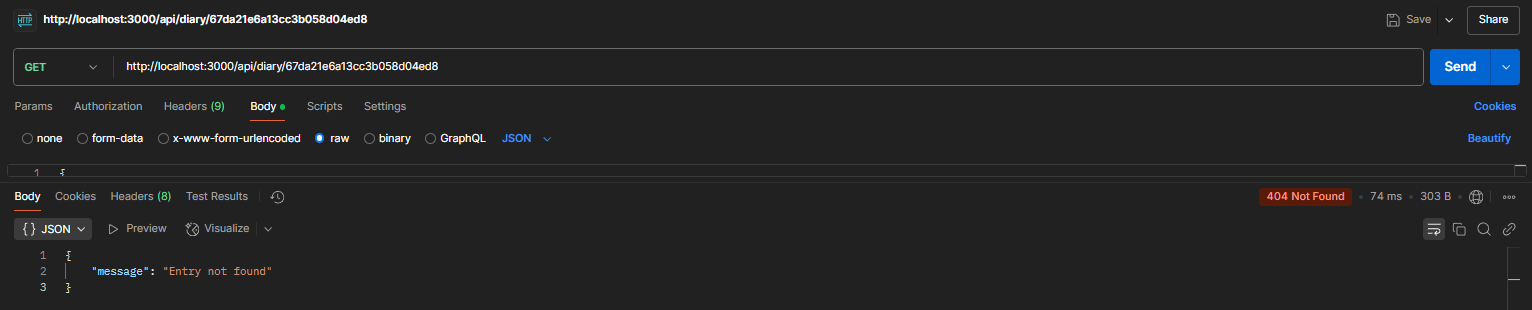 HTTP http://localhost:3000/api/diary/67da21e6a13cc3b058d04ed8 Save Share
GET http://localhost:3000/api/diary/67da21e6a13cc3b058d04ed8 Send
Params Authorization Headers (9) Body Scripts Settings Cookies
none form-data x-www-form-urlencoded raw binary GraphQL JSON Beautify
1 {
Body Cookies Headers (8) Test Results 404 Not Found • 74 ms • 303 B •
{ } JSON Preview Visualize
1 {
2 "message": "Entry not found"
3 }